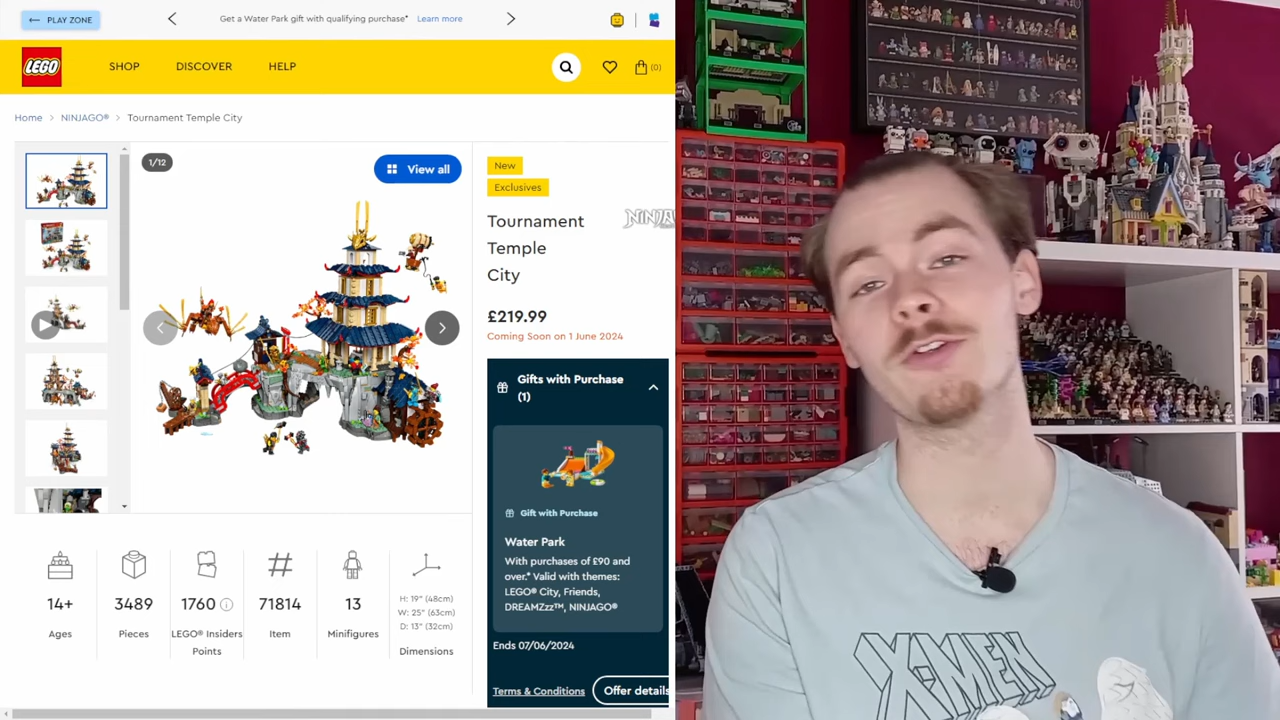 ← PLAY ZONE
Get a Water Park gift with qualifying purchase* Learn more
LEGO
SHOP DISCOVER HELP
(0)
Home > NINJAGO® > Tournament Temple City
1/12
View all
New
Exclusives
Tournament
Temple
City
NINJA
£219.99
Coming Soon on 1 June 2024
Gifts with Purchase
(1)
Gift with Purchase
Water Park
With purchases of £90 and
over.* Valid with themes:
LEGO® City, Friends,
DREAMZzz™, NINJAGO®
Ends 07/06/2024
Terms & Conditions Offer details
14+ 3489 1760 71814 13
H: 19" (48cm)
W: 25" (63cm)
D: 13" (32cm)
Ages Pieces LEGO® Insiders Points Item Minifigures Dimensions
X-MEN